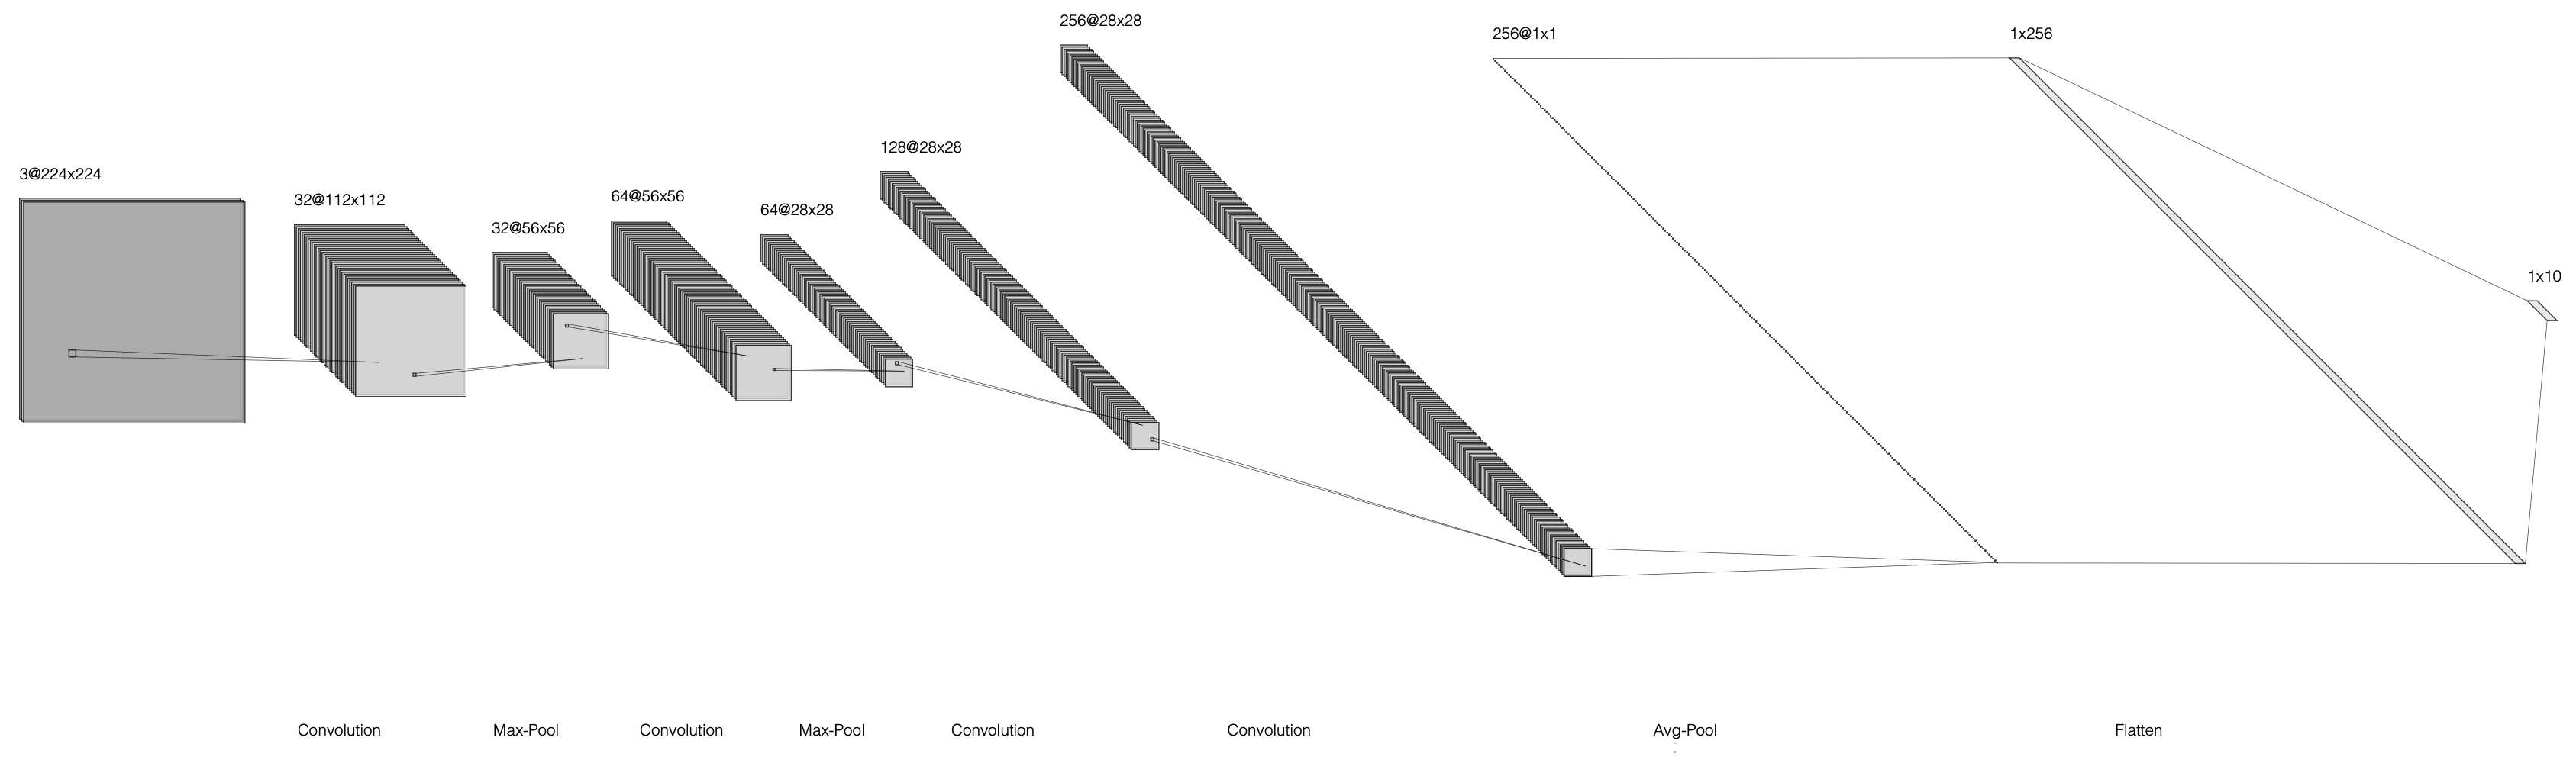 3@224x224
32@112x112
32@56x56
64@56x56
64@28x28
128@28x28
256@28x28
256@1x1
1x256
1x10
Convolution
Max-Pool
Convolution
Max-Pool
Convolution
Convolution
Avg-Pool
Flatten